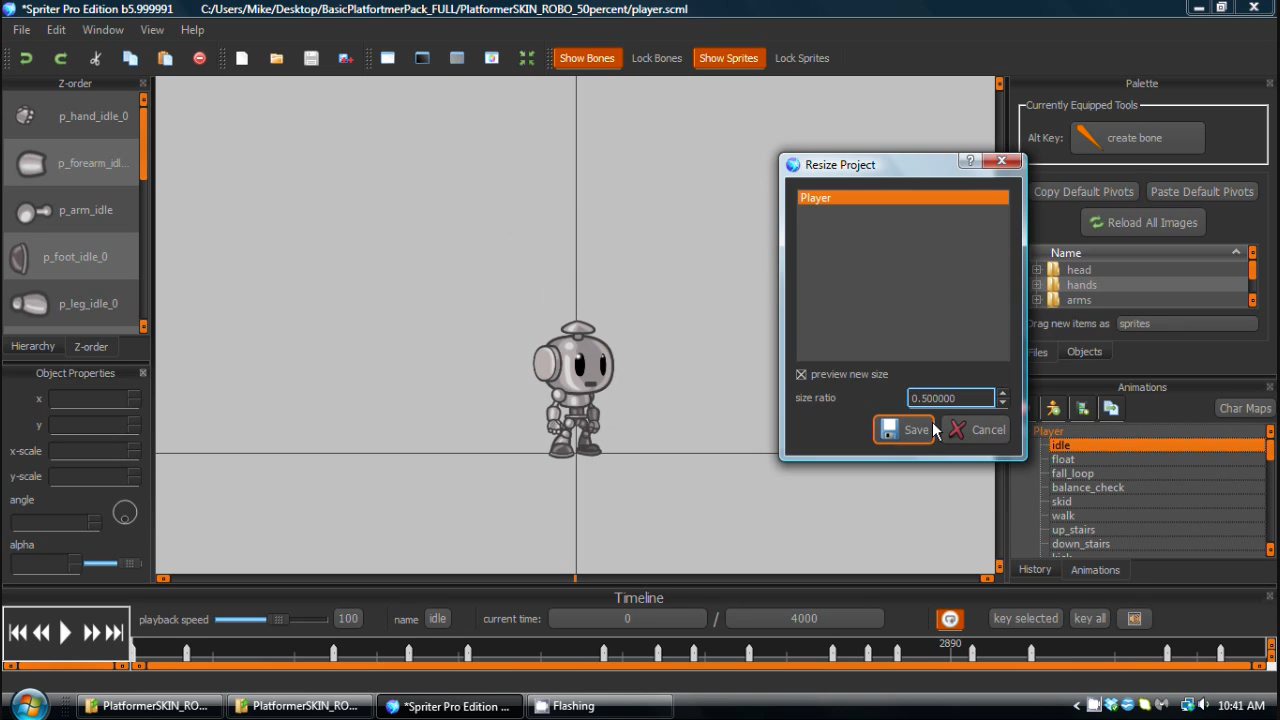 *Spriter Pro Edition b5.999991 C:/Users/Mike/Desktop/BasicPlatfortmerPack_FULL/PlatformerSKIN_ROBO_50percent/player.scml
File Edit Window View Help
Show Bones Lock Bones Show Sprites Lock Sprites
Z-order
p_hand_idle_0
p_forearm_idl...
p_arm_idle
p_foot_idle_0
p_leg_idle_0
Hierarchy Z-order
Object Properties
x
y
x-scale
y-scale
angle
alpha
Resize Project
Player
preview new size
size ratio 0.500000
Save Cancel
Palette
Currently Equipped Tools
Alt Key: create bone
Copy Default Pivots Paste Default Pivots
Reload All Images
Name
head
hands
arms
Drag new items as sprites
Files Objects
Animations
Char Maps
Player
idle
float
fall_loop
balance_check
skid
walk
up_stairs
down_stairs
History Animations
Timeline
playback speed 100 name idle current time: 0 / 4000 key selected key all
2890
PlatformerSKIN_RO... PlatformerSKIN_RO... *Spriter Pro Edition ... Flashing 10:41 AM